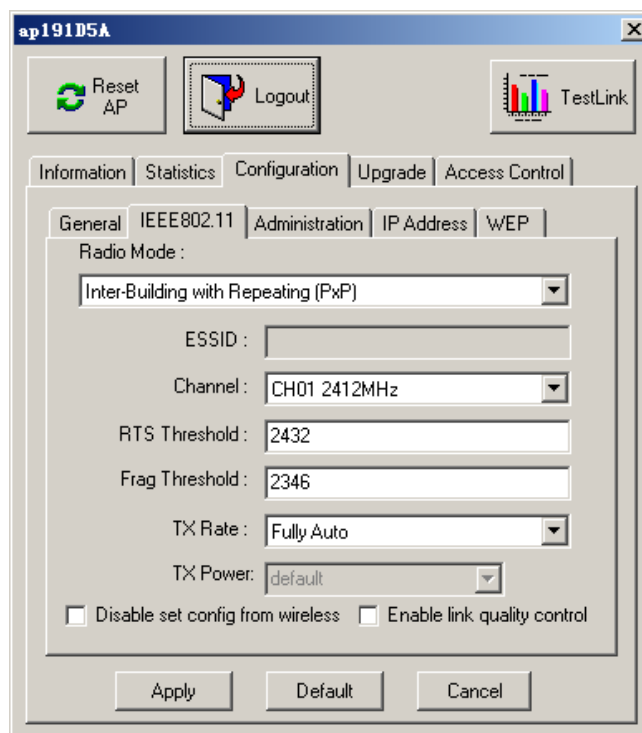 ap191D5A
Reset AP
Logout
TestLink
Information Statistics Configuration Upgrade Access Control
General IEEE802.11 Administration IP Address WEP
Radio Mode :
Inter-Building with Repeating (PxP)
ESSID :
Channel : CH01 2412MHz
RTS Threshold : 2432
Frag Threshold : 2346
TX Rate : Fully Auto
TX Power: default
Disable set config from wireless Enable link quality control
Apply Default Cancel